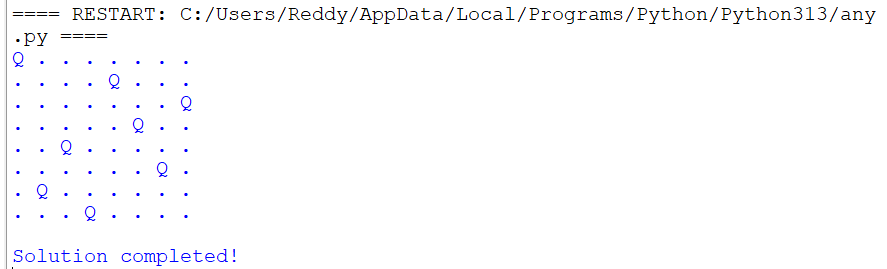 ==== RESTART: C:/Users/Reddy/AppData/Local/Programs/Python/Python313/any
.py ====
Q . . . . . . .
. . . . Q . . .
. . . . . . . Q
. . . . . Q . .
. . Q . . . . .
. . . . . . Q .
. Q . . . . . .
. . . Q . . . .
Solution completed!